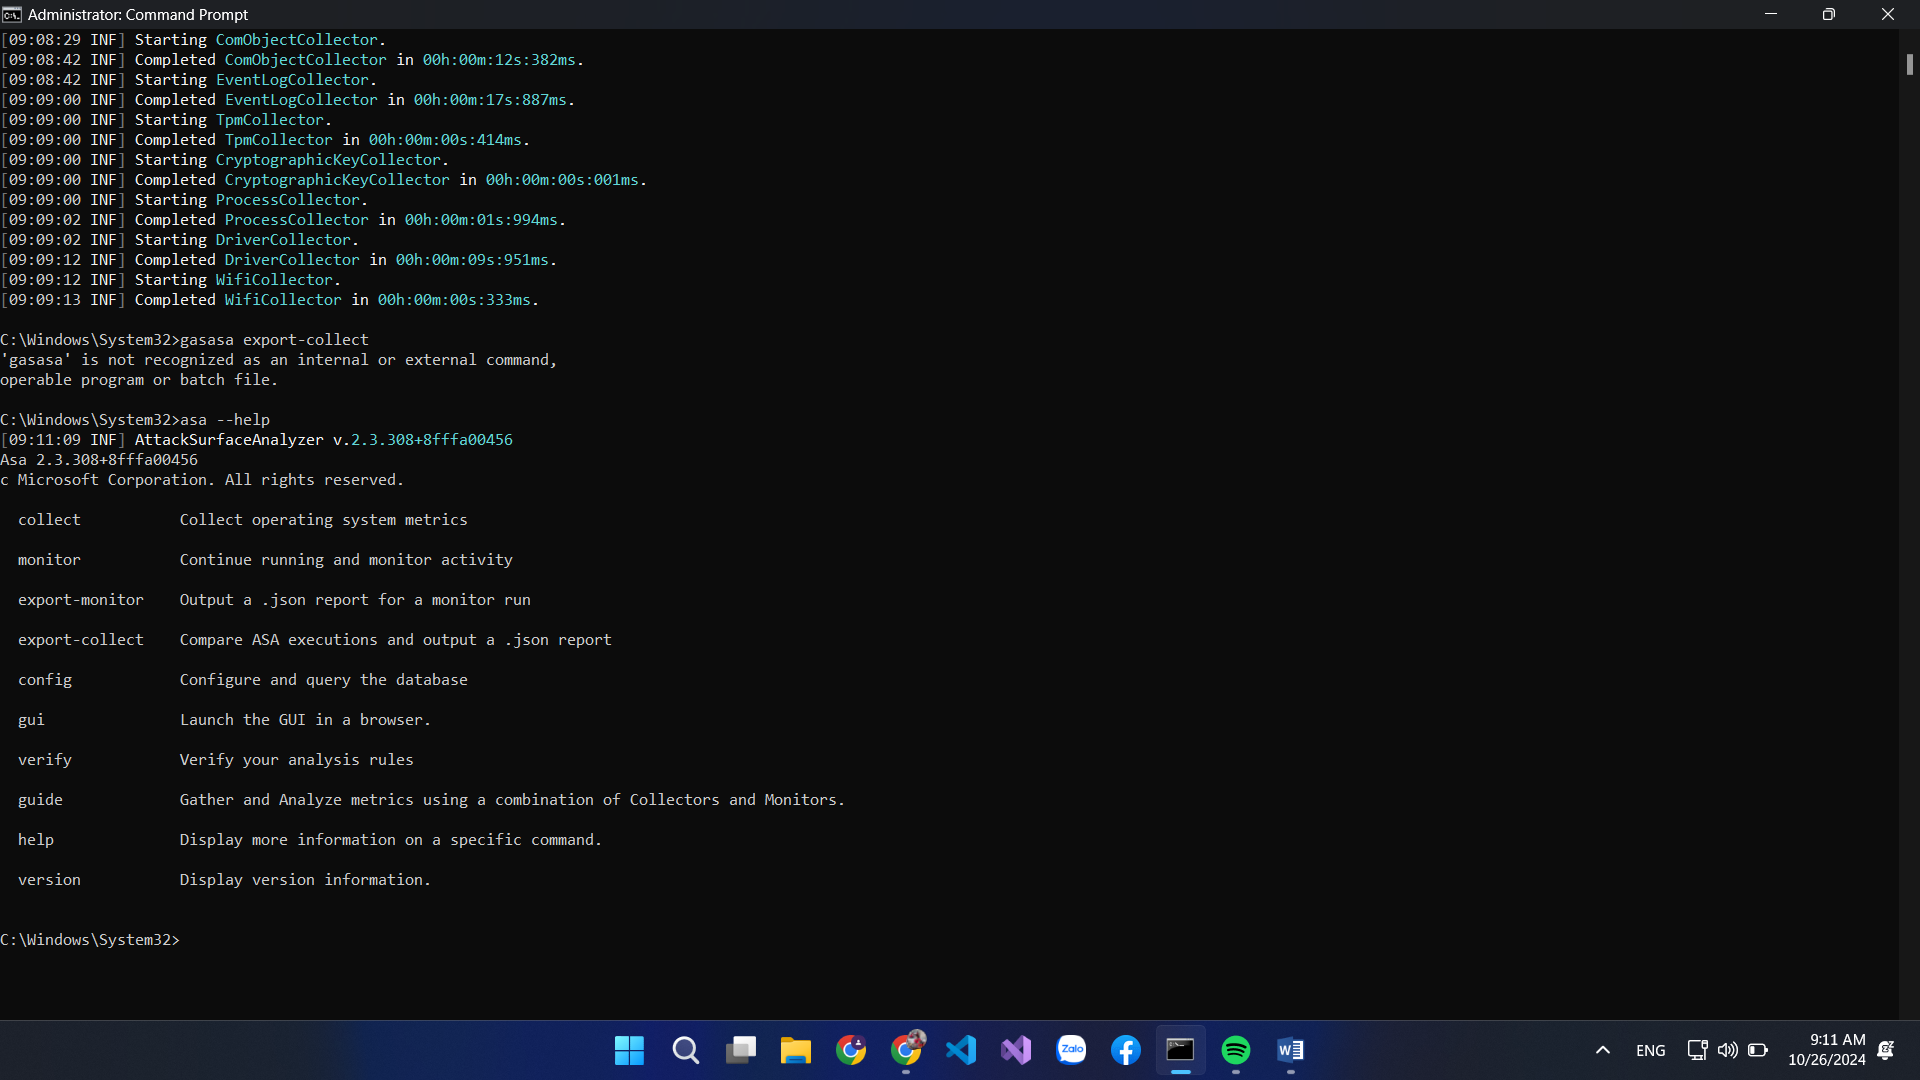 Administrator: Command Prompt
[09:08:29 INF] Starting ComObjectCollector.
[09:08:42 INF] Completed ComObjectCollector in 00h:00m:12s:382ms.
[09:08:42 INF] Starting EventLogCollector.
[09:09:00 INF] Completed EventLogCollector in 00h:00m:17s:887ms.
[09:09:00 INF] Starting TpmCollector.
[09:09:00 INF] Completed TpmCollector in 00h:00m:00s:414ms.
[09:09:00 INF] Starting CryptographicKeyCollector.
[09:09:00 INF] Completed CryptographicKeyCollector in 00h:00m:00s:001ms.
[09:09:00 INF] Starting ProcessCollector.
[09:09:02 INF] Completed ProcessCollector in 00h:00m:01s:994ms.
[09:09:02 INF] Starting DriverCollector.
[09:09:12 INF] Completed DriverCollector in 00h:00m:09s:951ms.
[09:09:12 INF] Starting WifiCollector.
[09:09:13 INF] Completed WifiCollector in 00h:00m:00s:333ms.
C:\Windows\System32>gasasa export-collect
'gasasa' is not recognized as an internal or external command,
operable program or batch file.
C:\Windows\System32>asa --help
[09:11:09 INF] AttackSurfaceAnalyzer v.2.3.308+8fffa00456
Asa 2.3.308+8fffa00456
c Microsoft Corporation. All rights reserved.
collect Collect operating system metrics
monitor Continue running and monitor activity
export-monitor Output a .json report for a monitor run
export-collect Compare ASA executions and output a .json report
config Configure and query the database
gui Launch the GUI in a browser.
verify Verify your analysis rules
guide Gather and Analyze metrics using a combination of Collectors and Monitors.
help Display more information on a specific command.
version Display version information.
C:\Windows\System32>
Zalo
ENG
9:11 AM
10/26/2024